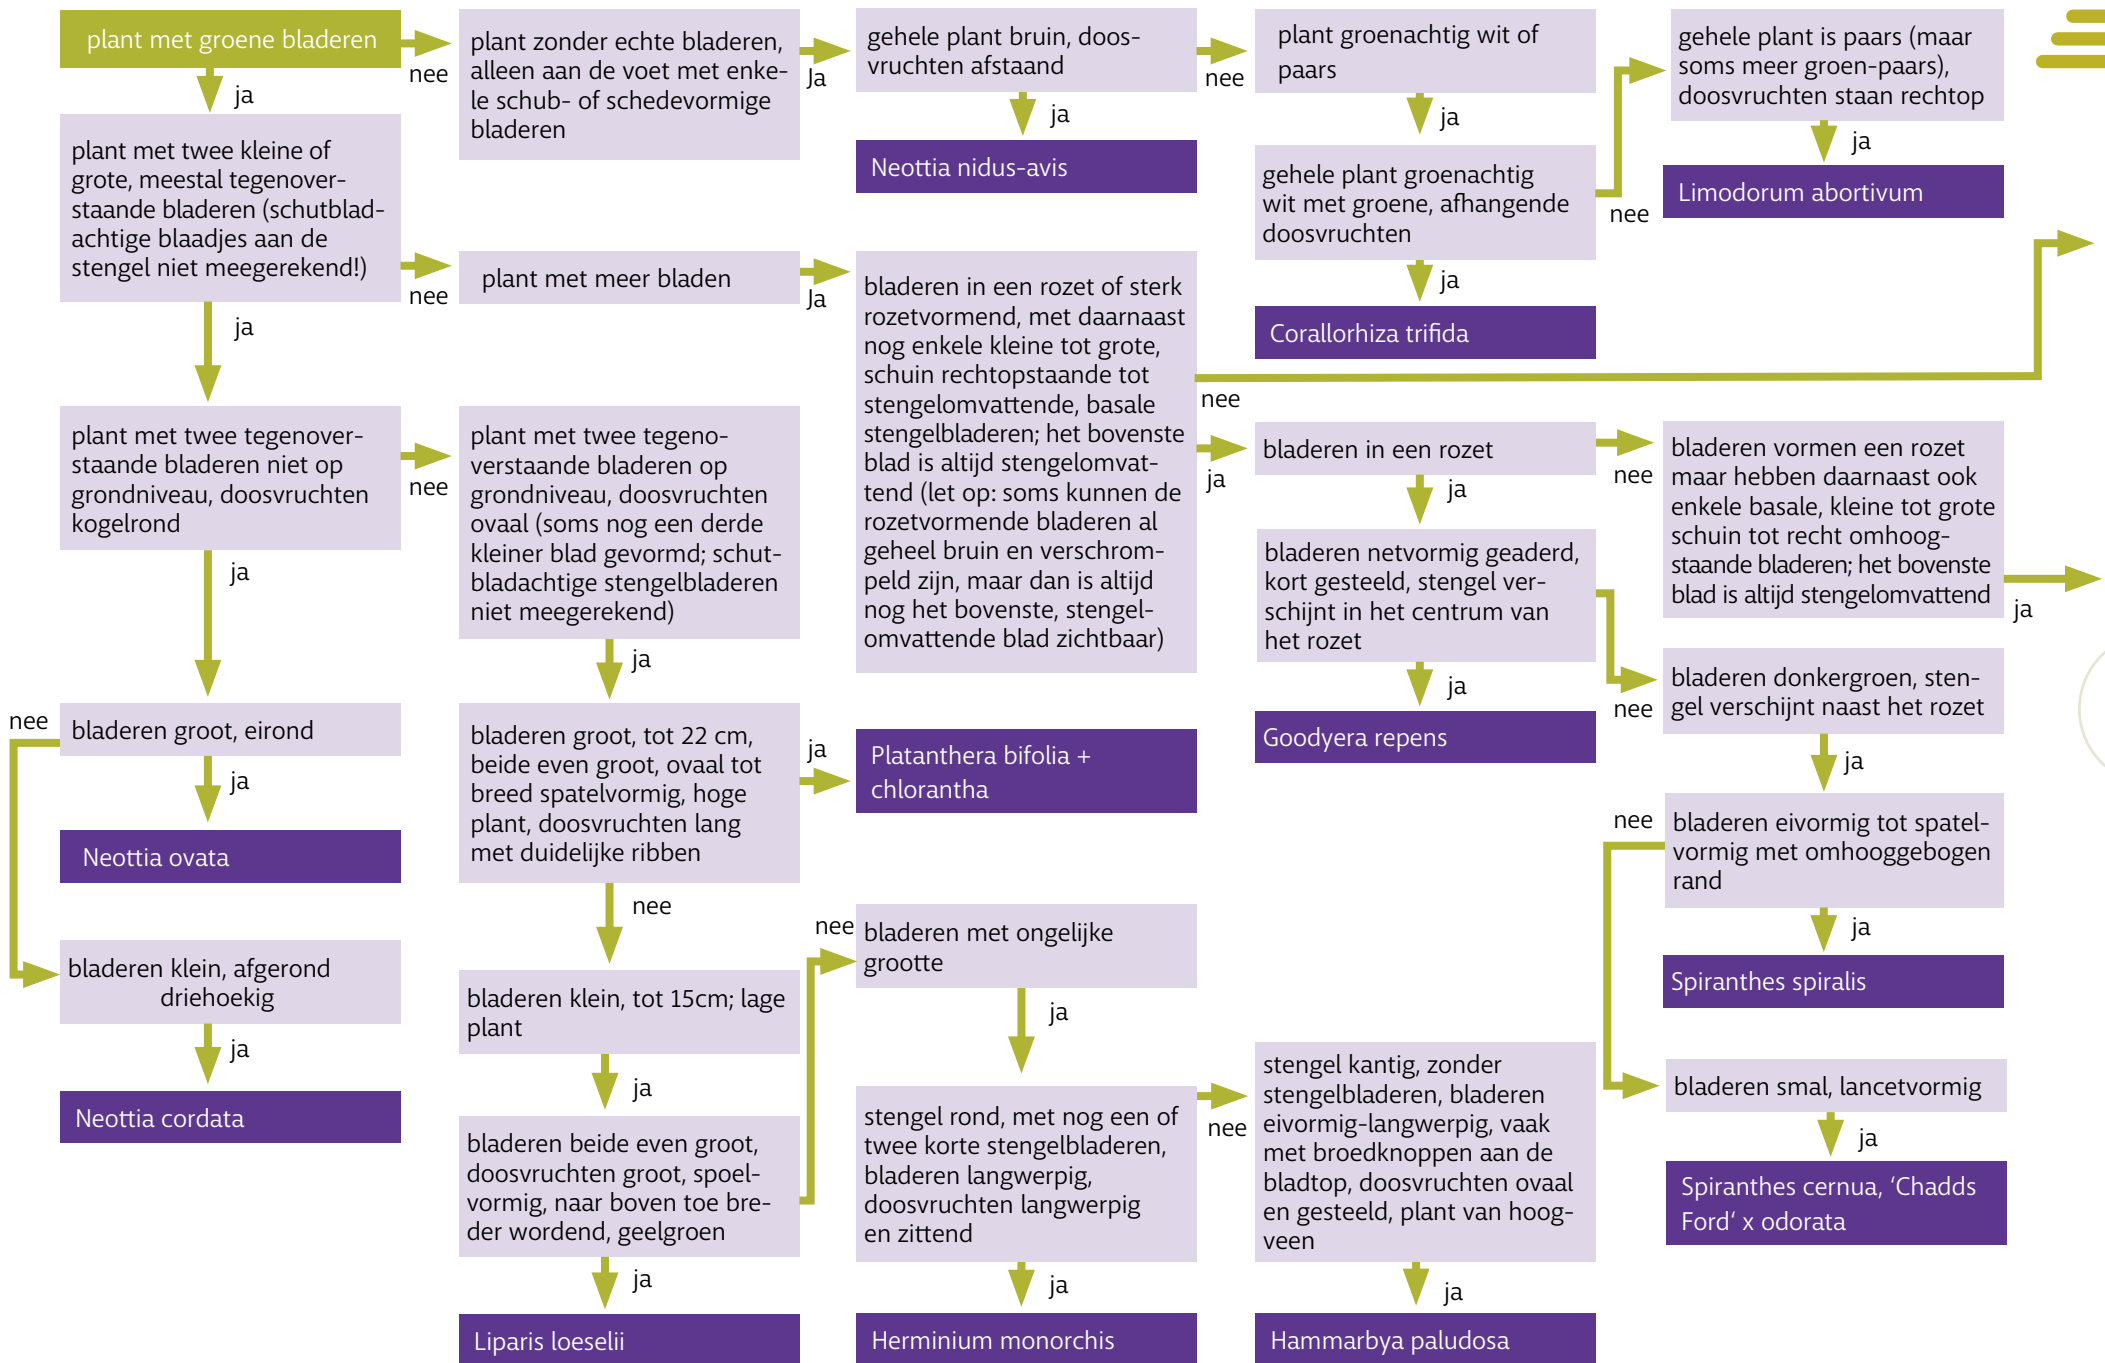 plant met groene bladeren
nee
ja
plant zonder echte bladeren,
alleen aan de voet met enke-
le schub- of schedevormige
bladeren
Ja
gehele plant bruin, doos-
vruchten afstaand
nee
ja
Neottia nidus-avis
plant groenachtig wit of
paars
ja
gehele plant groenachtig
wit met groene, afhangende
doosvruchten
nee
ja
Corallorhiza trifida
gehele plant is paars (maar
soms meer groen-paars),
doosvruchten staan rechtop
ja
Limodorum abortivum
plant met twee kleine of
grote, meestal tegenover-
staande bladeren (schutblad-
achtige blaadjes aan de
stengel niet meegerekend!)
nee
ja
plant met meer bladen
Ja
bladeren in een rozet of sterk
rozetvormend, met daarnaast
nog enkele kleine tot grote,
schuin rechtopstaande tot
stengelomvattende, basale
stengelbladeren; het bovenste
blad is altijd stengelomvat-
tend (let op: soms kunnen de
rozetvormende bladeren al
geheel bruin en verschrom-
peld zijn, maar dan is altijd
nog het bovenste, stengel-
omvattende blad zichtbaar)
nee
ja
bladeren in een rozet
nee
ja
bladeren vormen een rozet
maar hebben daarnaast ook
enkele basale, kleine tot grote
schuin tot recht omhoog-
staande bladeren; het bovenste
blad is altijd stengelomvattend
ja
bladeren netvormig geaderd,
kort gesteeld, stengel ver-
schijnt in het centrum van
het rozet
nee
ja
Goodyera repens
bladeren donkergroen, sten-
gel verschijnt naast het rozet
ja
nee
bladeren eivormig tot spatel-
vormig met omhooggebogen
rand
ja
Spiranthes spiralis
bladeren smal, lancetvormig
ja
Spiranthes cernua, ‘Chadds
Ford‘ x odorata
plant met twee tegenover-
staande bladeren niet op
grondniveau, doosvruchten
kogelrond
nee
ja
plant met twee tegeno-
verstaande bladeren op
grondniveau, doosvruchten
ovaal (soms nog een derde
kleiner blad gevormd; schut-
bladachtige stengelbladeren
niet meegerekend)
ja
nee
bladeren groot, eirond
ja
Neottia ovata
bladeren klein, afgerond
driehoekig
ja
Neottia cordata
bladeren groot, tot 22 cm,
beide even groot, ovaal tot
breed spatelvormig, hoge
plant, doosvruchten lang
met duidelijke ribben
ja
Platanthera bifolia +
chlorantha
nee
bladeren klein, tot 15cm; lage
plant
ja
bladeren beide even groot,
doosvruchten groot, spoel-
vormig, naar boven toe bre-
der wordend, geelgroen
ja
Liparis loeselii
nee
bladeren met ongelijke
grootte
ja
stengel rond, met nog een of
twee korte stengelbladeren,
bladeren langwerpig,
doosvruchten langwerpig
en zittend
nee
ja
Herminium monorchis
stengel kantig, zonder
stengelbladeren, bladeren
eivormig-langwerpig, vaak
met broedknoppen aan de
bladtop, doosvruchten ovaal
en gesteeld, plant van hoog-
veen
ja
Hammarbya paludosa